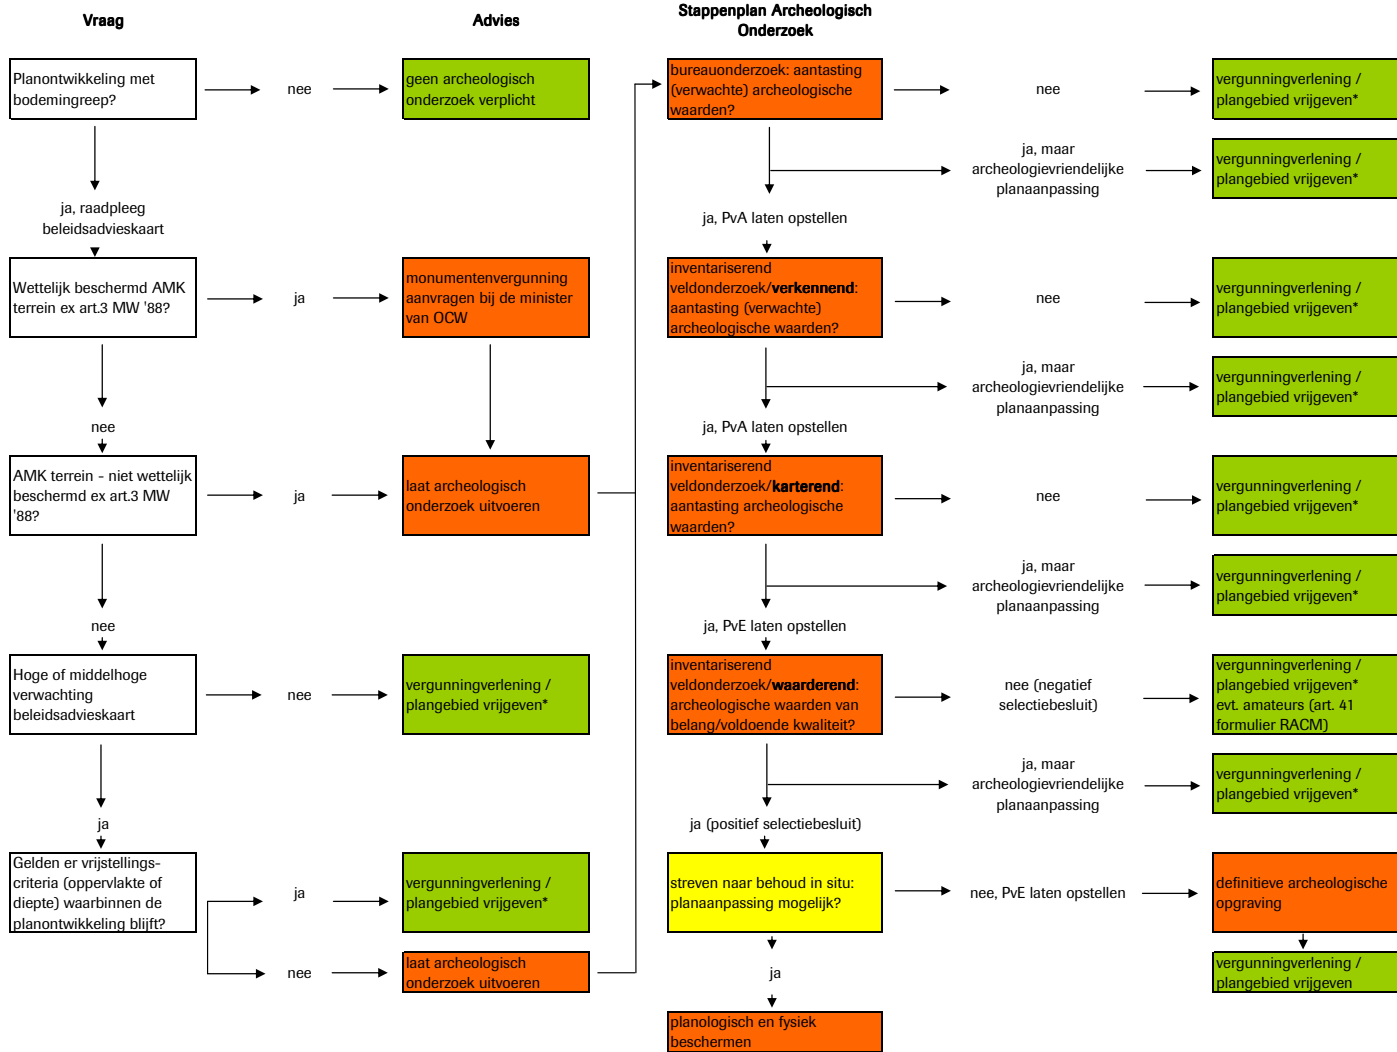 Vraag
Advies
Stappenplan Archeologisch
Onderzoek
Planontwikkeling met
bodemingreep?
nee
geen archeologisch
onderzoek verplicht
bureauonderzoek: aantasting
(verwachte) archeologische
waarden?
nee
vergunningverlening /
plangebied vrijgeven*
ja, maar
archeologievriendelijke
planaanpassing
vergunningverlening /
plangebied vrijgeven*
ja, raadpleeg
beleidsadvieskaart
ja, PvA laten opstellen
Wettelijk beschermd AMK
terrein ex art.3 MW '88?
ja
monumentenvergunning
aanvragen bij de minister
van OCW
inventariserend
veldonderzoek/verkennend:
aantasting (verwachte)
archeologische waarden?
nee
vergunningverlening /
plangebied vrijgeven*
ja, maar
archeologievriendelijke
planaanpassing
vergunningverlening /
plangebied vrijgeven*
nee
ja, PvA laten opstellen
AMK terrein - niet wettelijk
beschermd ex art.3 MW
'88?
ja
laat archeologisch
onderzoek uitvoeren
inventariserend
veldonderzoek/karterend:
aantasting archeologische
waarden?
nee
vergunningverlening /
plangebied vrijgeven*
ja, maar
archeologievriendelijke
planaanpassing
vergunningverlening /
plangebied vrijgeven*
nee
ja, PvE laten opstellen
Hoge of middelhoge
verwachting
beleidsadvieskaart
nee
vergunningverlening /
plangebied vrijgeven*
inventariserend
veldonderzoek/waarderend:
archeologische waarden van
belang/voldoende kwaliteit?
nee (negatief
selectiebesluit)
vergunningverlening /
plangebied vrijgeven*
evt. amateurs (art. 41
formulier RACM)
ja, maar
archeologievriendelijke
planaanpassing
vergunningverlening /
plangebied vrijgeven*
ja
ja (positief selectiebesluit)
Gelden er vrijstellings-
criteria (oppervlakte of
diepte) waarbinnen de
planontwikkeling blijft?
ja
vergunningverlening /
plangebied vrijgeven*
streven naar behoud in situ:
planaanpassing mogelijk?
nee, PvE laten opstellen
definitieve archeologische
opgraving
nee
laat archeologisch
onderzoek uitvoeren
ja
vergunningverlening /
plangebied vrijgeven
planologisch en fysiek
beschermen